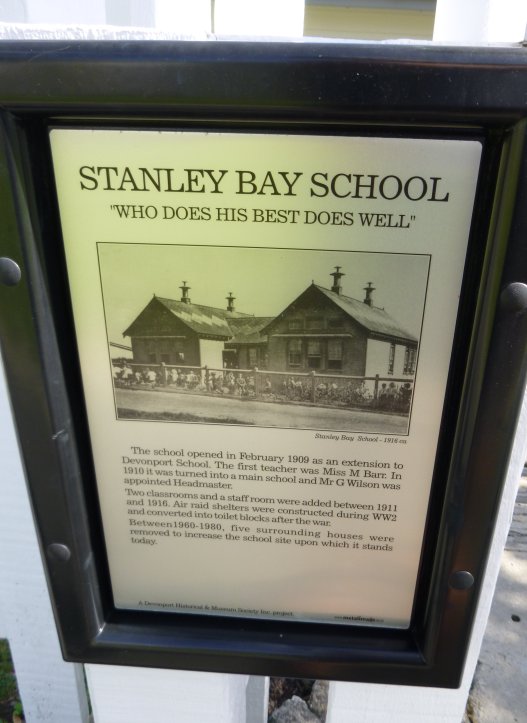 STANLEY BAY SCHOOL
"WHO DOES HIS BEST DOES WELL"
Stanley Bay School - 1916 ca
The school opened in February 1909 as an extension to
Devonport School. The first teacher was Miss M Barr. In
1910 it was turned into a main school and Mr G Wilson was
appointed Headmaster.
Two classrooms and a staff room were added between 1911
and 1916. Air raid shelters were constructed during WW2
and converted into toilet blocks after the war.
Between1960-1980, five surrounding houses were
removed to increase the school site upon which it stands
today.
A Devonport Historical & Museum Society Inc. project.